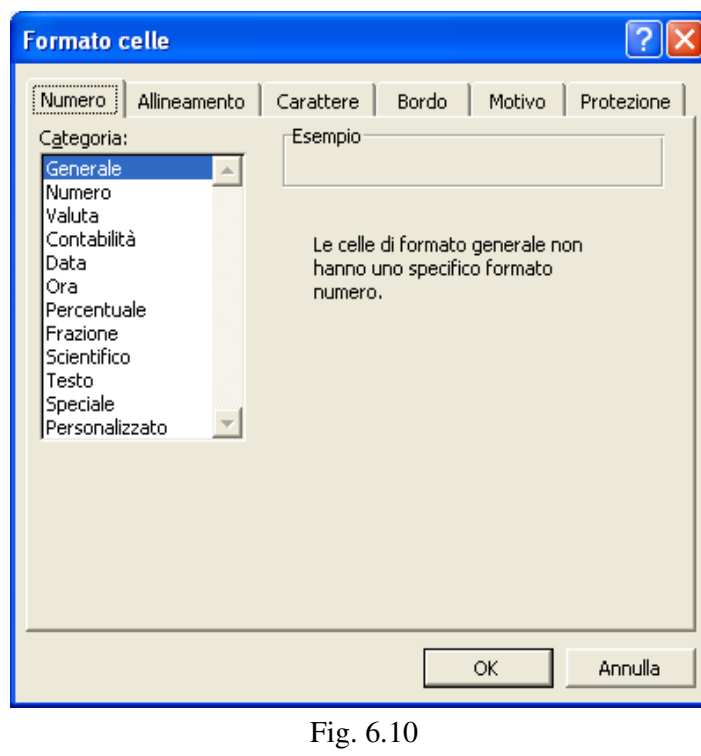 Formato celle
Numero Allineamento Carattere Bordo Motivo Protezione
Categoria:
Generale
Numero
Valuta
Contabilità
Data
Ora
Percentuale
Frazione
Scientifico
Testo
Speciale
Personalizzato
Esempio
Le celle di formato generale non
hanno uno specifico formato
numero.
OK Annulla
Fig. 6.10